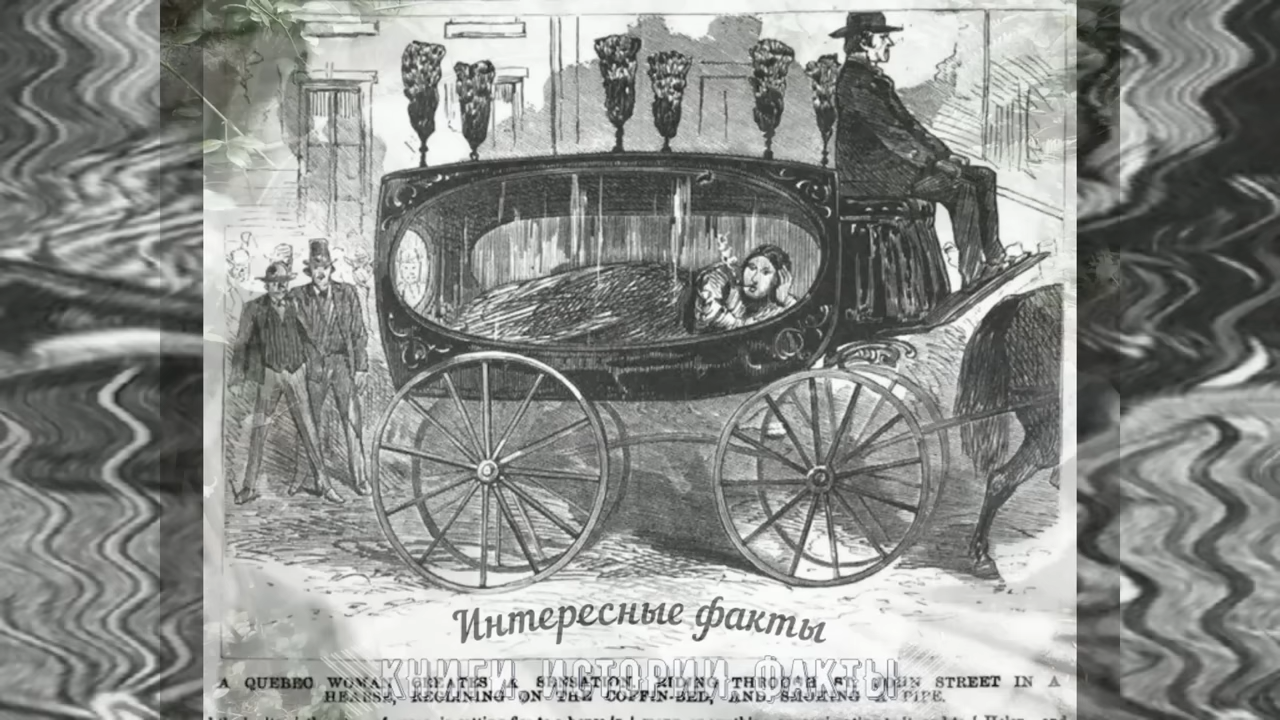 Интересные факты
КНИГИ, ИСТОРИИ, ФАКТЫ
A QUEBEC WOMAN CREATES A SENSATION, RIDING THROUGH ST. JOHN STREET IN A
HEARSE, RECLINING ON THE COFFIN-BED, AND SMOKING A PIPE.